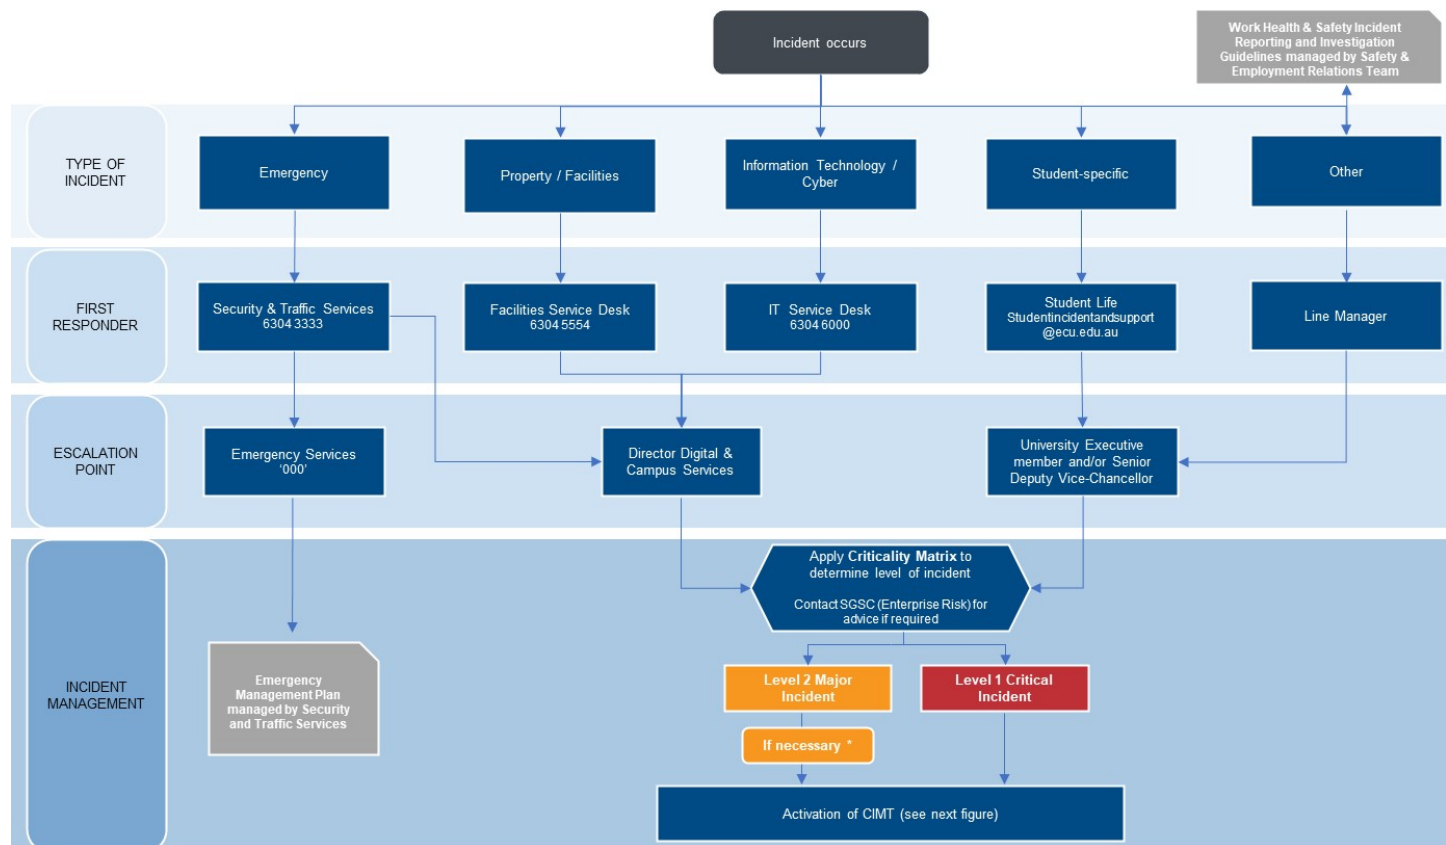 Incident occurs
Work Health & Safety Incident
Reporting and Investigation
Guidelines managed by Safety &
Employment Relations Team
TYPE OF
INCIDENT
Emergency
Property / Facilities
Information Technology /
Cyber
Student-specific
Other
FIRST
RESPONDER
Security & Traffic Services
6304 3333
Facilities Service Desk
6304 5554
IT Service Desk
6304 6000
Student Life
Studentincidentandsupport
@ecu.edu.au
Line Manager
ESCALATION
POINT
Emergency Services
'000'
Director Digital &
Campus Services
University Executive
member and/or Senior
Deputy Vice-Chancellor
INCIDENT
MANAGEMENT
Emergency
Management Plan
managed by Security
and Traffic Services
Apply Criticality Matrix to
determine level of incident
Contact SGSC (Enterprise Risk) for
advice if required
Level 2 Major
Incident
Level 1 Critical
Incident
If necessary *
Activation of CIMT (see next figure)